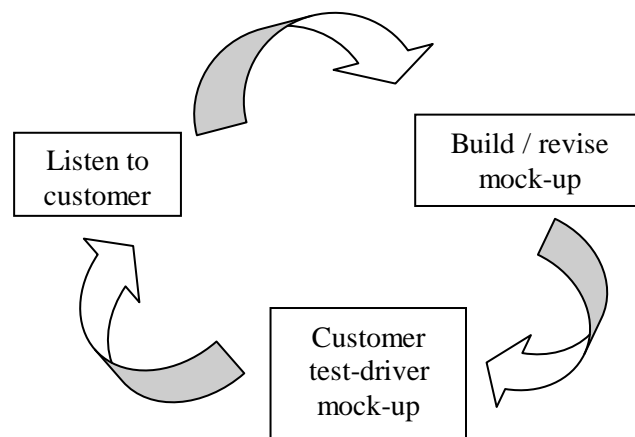 Listen to
customer
Build / revise
mock-up
Customer
test-driver
mock-up